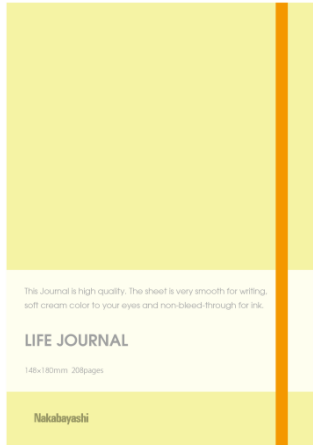 This Journal is high quality. The sheet is very smooth for writing,
soft cream color to your eyes and non-bleed-through for ink.
LIFE JOURNAL
148×180mm 208pages
Nakabayashi